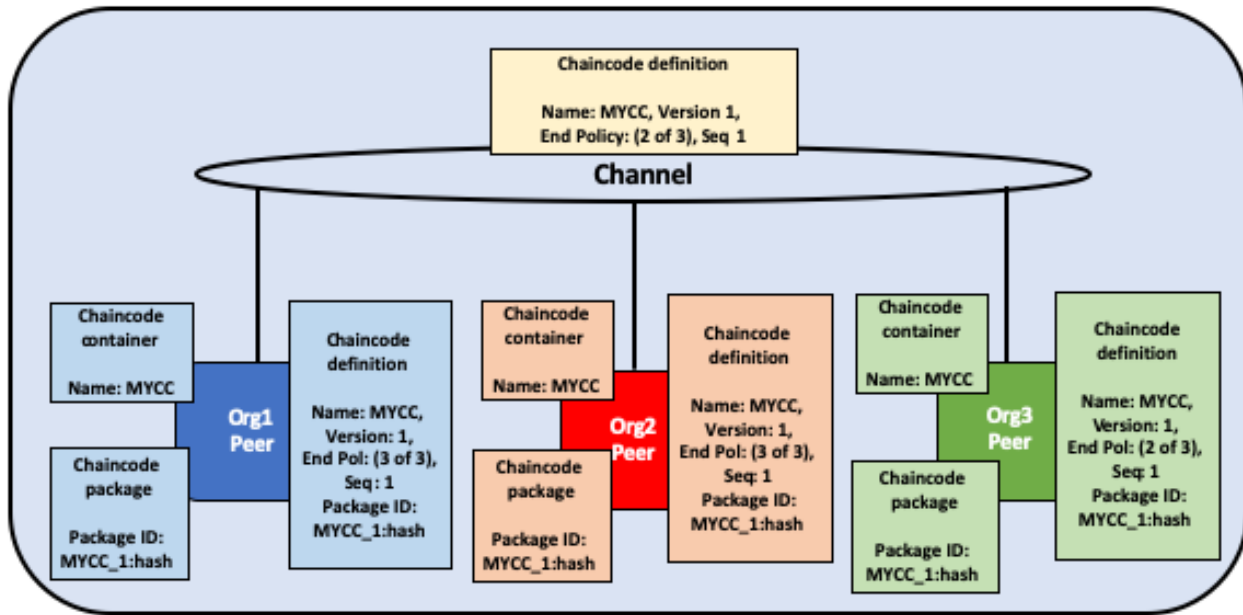 Chaincode definition
Name: MYCC, Version 1,
End Policy: (2 of 3), Seq 1
Channel
Chaincode
container
Name: MYCC
Org1
Peer
Chaincode
package
Package ID:
MYCC_1:hash
Chaincode
definition
Name: MYCC,
Version: 1,
End Pol: (3 of 3),
Seq : 1
Package ID:
MYCC_1:hash
Chaincode
container
Name: MYCC
Org2
Peer
Chaincode
package
Package ID:
MYCC_1:hash
Chaincode
definition
Name: MYCC,
Version: 1,
End Pol: (3 of 3),
Seq: 1
Package ID:
MYCC_1:hash
Chaincode
container
Name: MYCC
Org3
Peer
Chaincode
package
Package ID:
MYCC_1:hash
Chaincode
definition
Name: MYCC,
Version: 1,
End Pol: (2 of 3),
Seq: 1
Package ID:
MYCC_1:hash